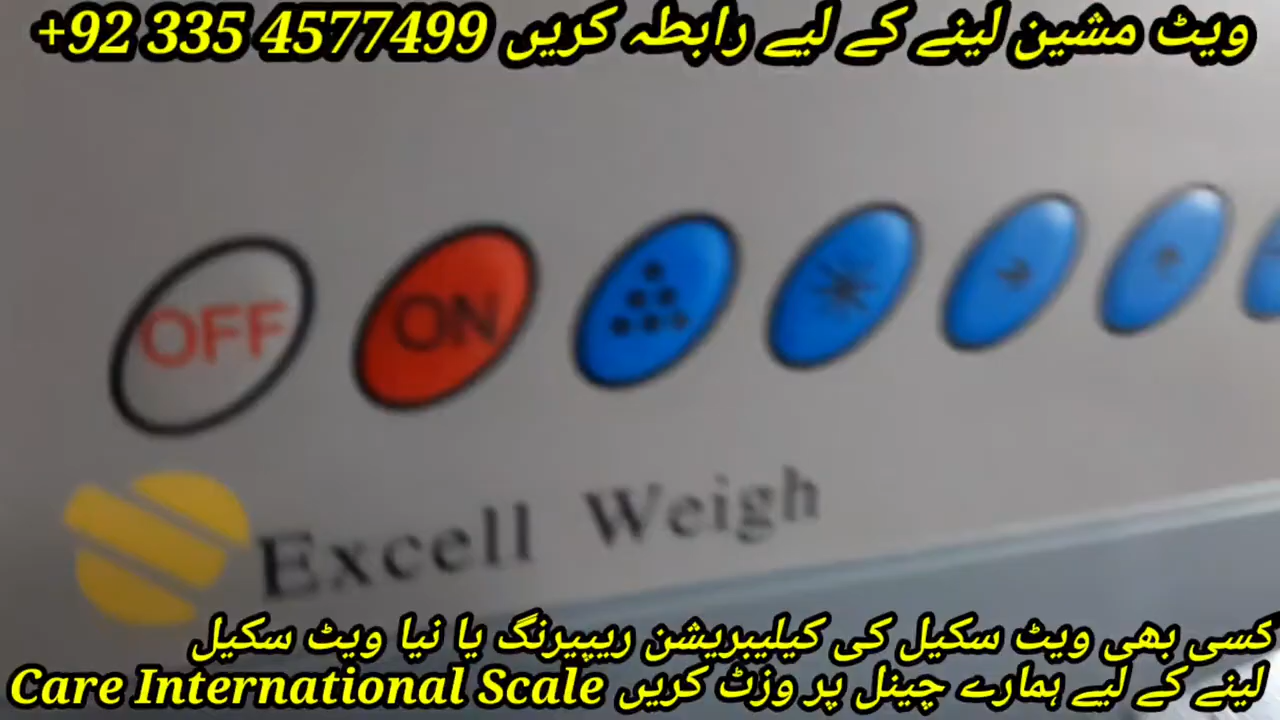 ویٹ مشین لینے کے لیے رابطہ کریں +92 335 4577499
OFF
ON
Excell Weigh
کسی بھی ویٹ سکیل کی کیلیبریشن ریپیرنگ یا نیا ویٹ سکیل
لینے کے لیے ہمارے چینل پر وزٹ کریں Care International Scale